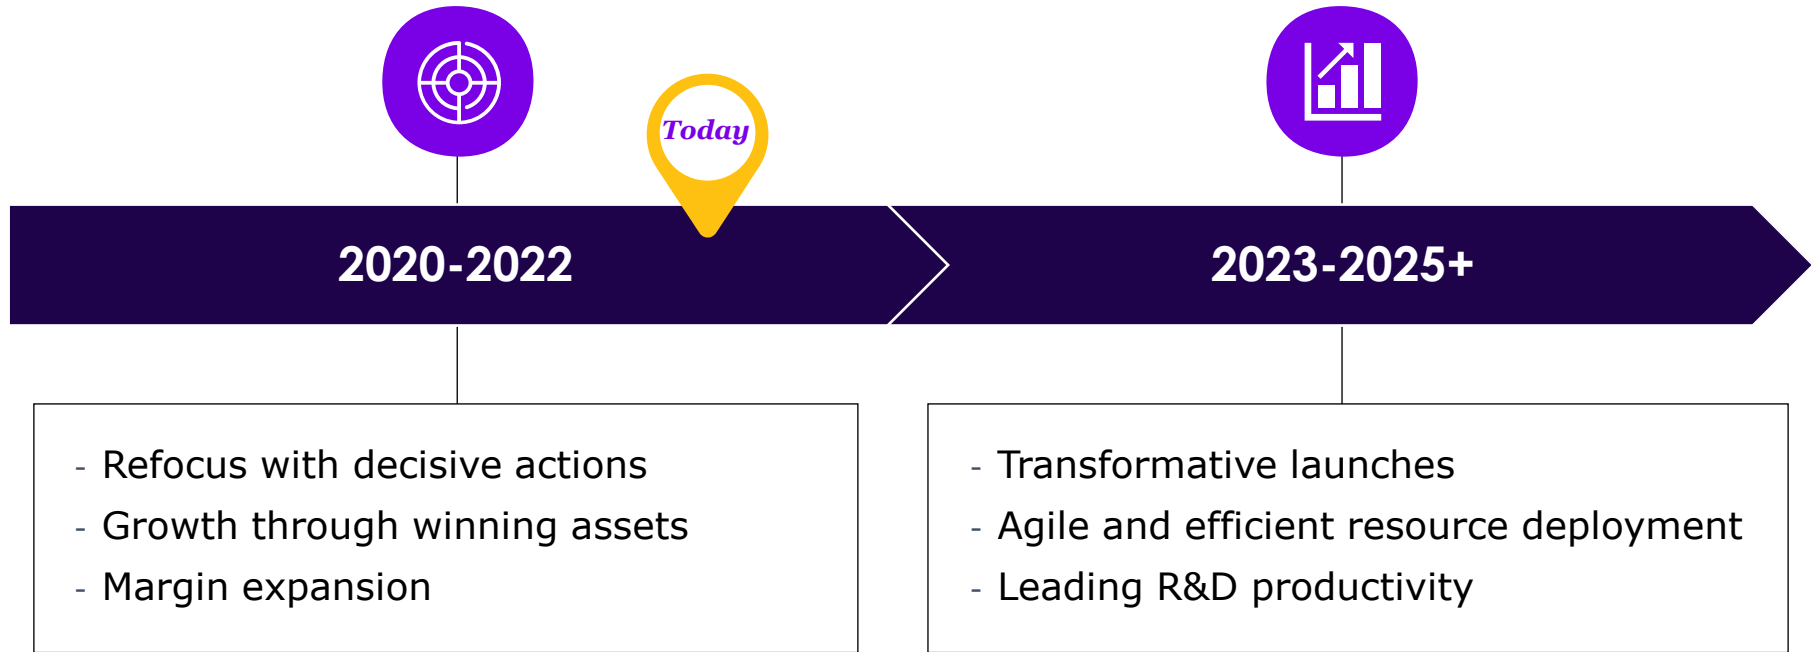 Today
2020-2022
2023-2025+
- Refocus with decisive actions
- Growth through winning assets
- Margin expansion
- Transformative launches
- Agile and efficient resource deployment
- Leading R&D productivity